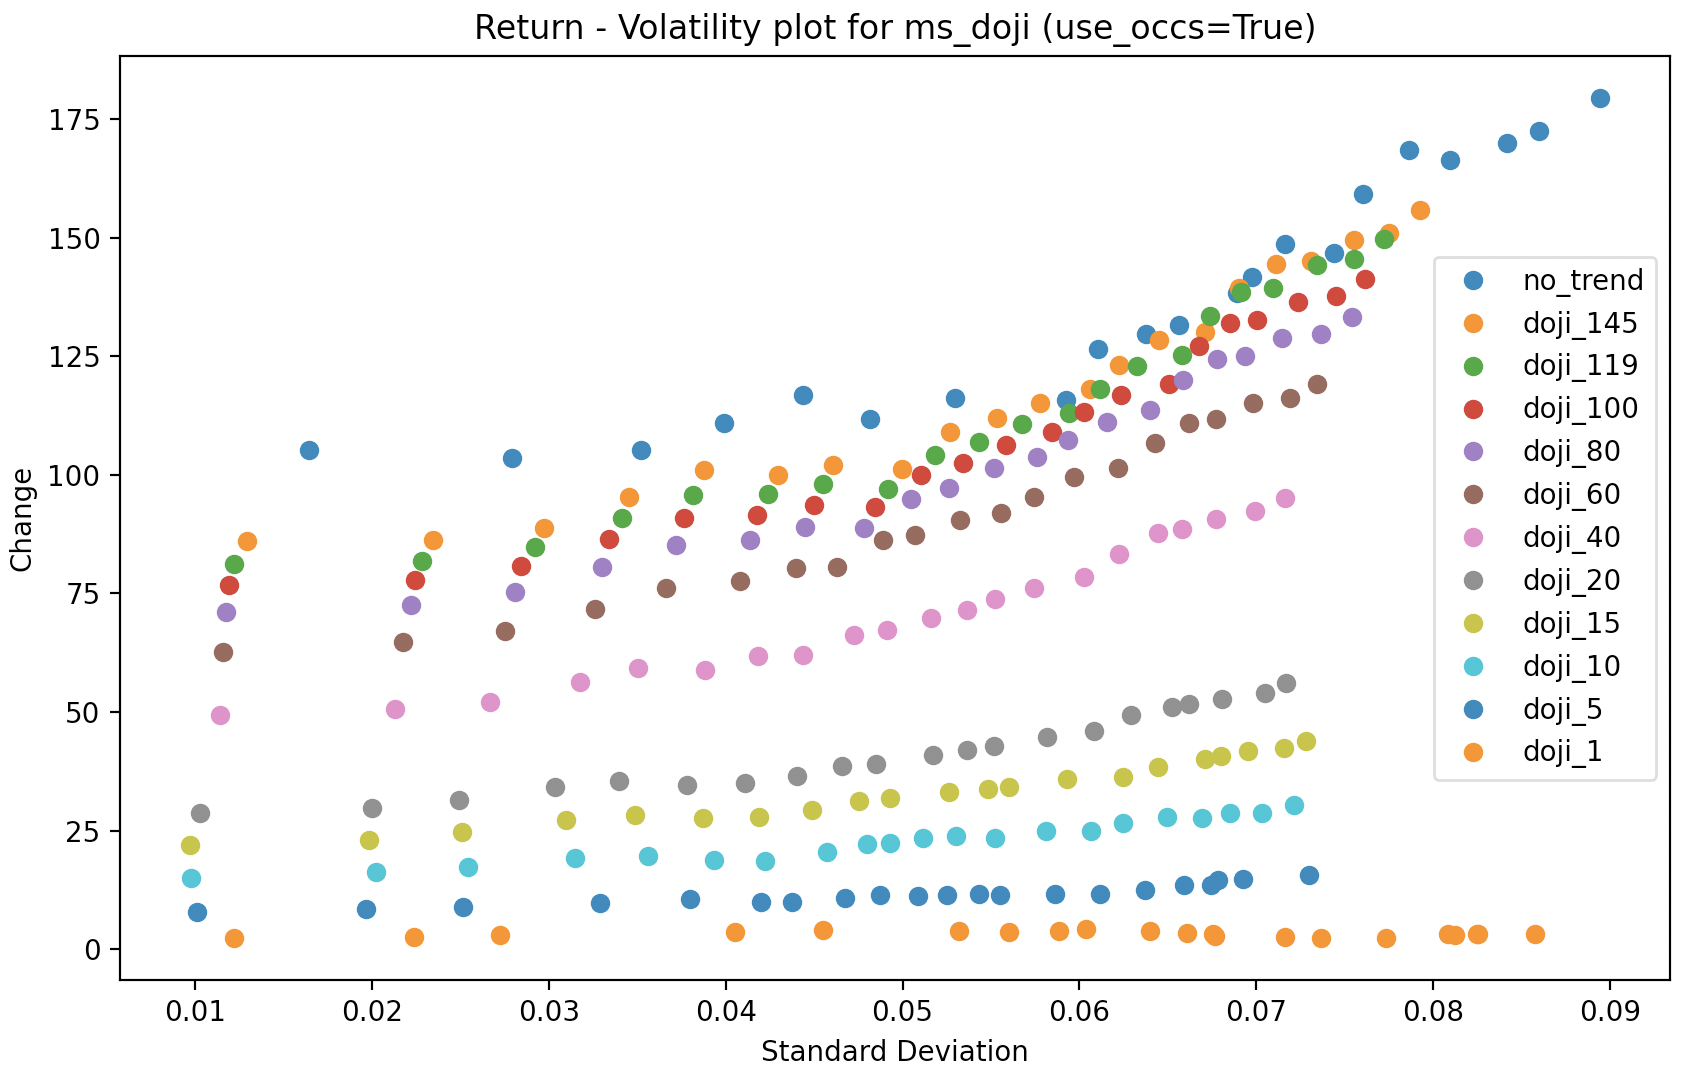 Return - Volatility plot for ms_doji (use_occs=True)
Change
175
150
125
100
75
50
25
0
no_trend
doji_145
doji_119
doji_100
doji_80
doji_60
doji_40
doji_20
doji_15
doji_10
doji_5
doji_1
0.01 0.02 0.03 0.04 0.05 0.06 0.07 0.08 0.09
Standard Deviation